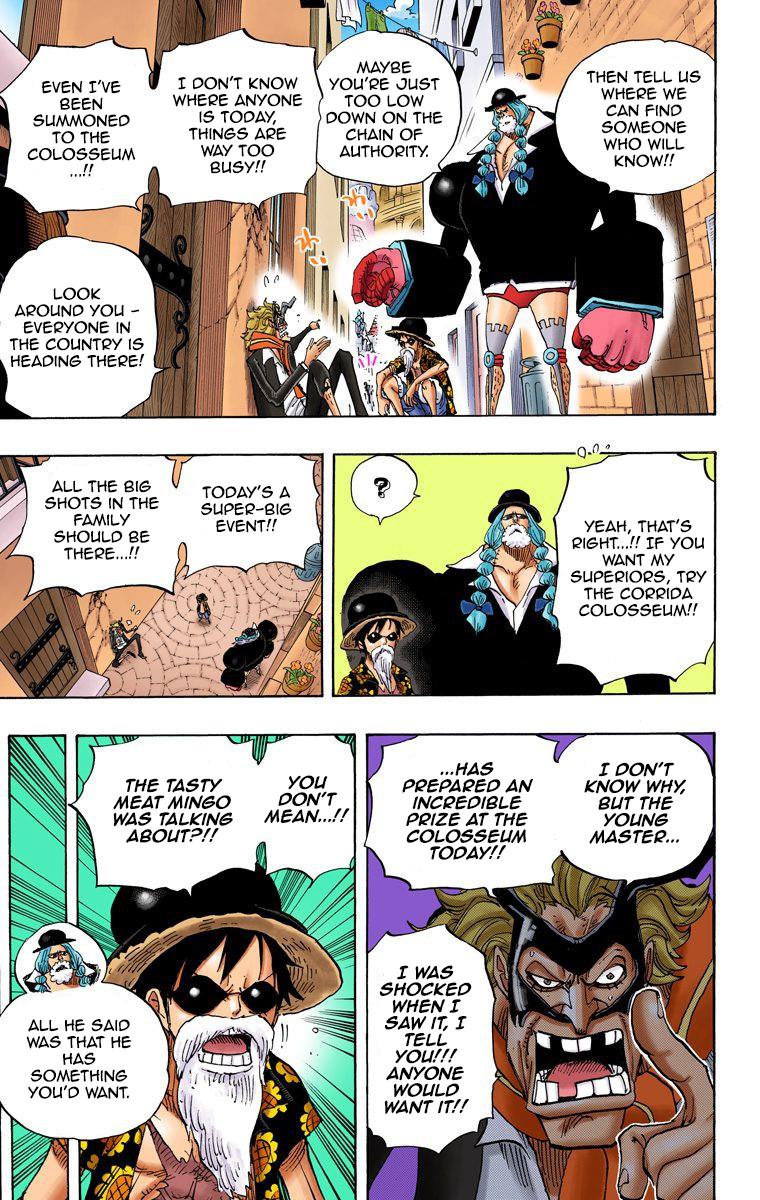 THEN TELL US
WHERE WE
CAN FIND
SOMEONE
WHO WILL
KNOW!!
MAYBE
YOU'RE JUST
TOO LOW
DOWN ON THE
CHAIN OF
AUTHORITY.
I DON'T KNOW
WHERE ANYONE
IS TODAY,
THINGS ARE
WAY TOO
BUSY!!
EVEN I'VE
BEEN
SUMMONED
TO THE
COLOSSEUM
...!!
LOOK
AROUND YOU –
EVERYONE IN
THE COUNTRY IS
HEADING THERE!
わい
わい
YEAH, THAT'S
RIGHT...!! IF YOU
WANT MY
SUPERIORS, TRY
THE CORRIDA
COLOSSEUM!!
?
TODAY'S A
SUPER-BIG
EVENT!!
ALL THE BIG
SHOTS IN THE
FAMILY
SHOULD BE
THERE...!!
I DON'T
KNOW WHY,
BUT THE
YOUNG
MASTER...
...HAS
PREPARED AN
INCREDIBLE
PRIZE AT THE
COLOSSEUM
TODAY!!
I WAS
SHOCKED
WHEN I
SAW IT, I
TELL
YOU!!!
ANYONE
WOULD
WANT IT!!
YOU
DON'T
MEAN...!!
THE TASTY
MEAT MINGO
WAS TALKING
ABOUT?!!
ALL HE SAID
WAS THAT HE
HAS
SOMETHING
YOU'D WANT.